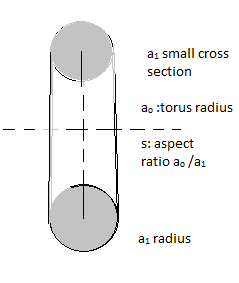 a₁ small cross
section
a₀ :torus radius
s: aspect
ratio a₀ /a₁
a₁ radius